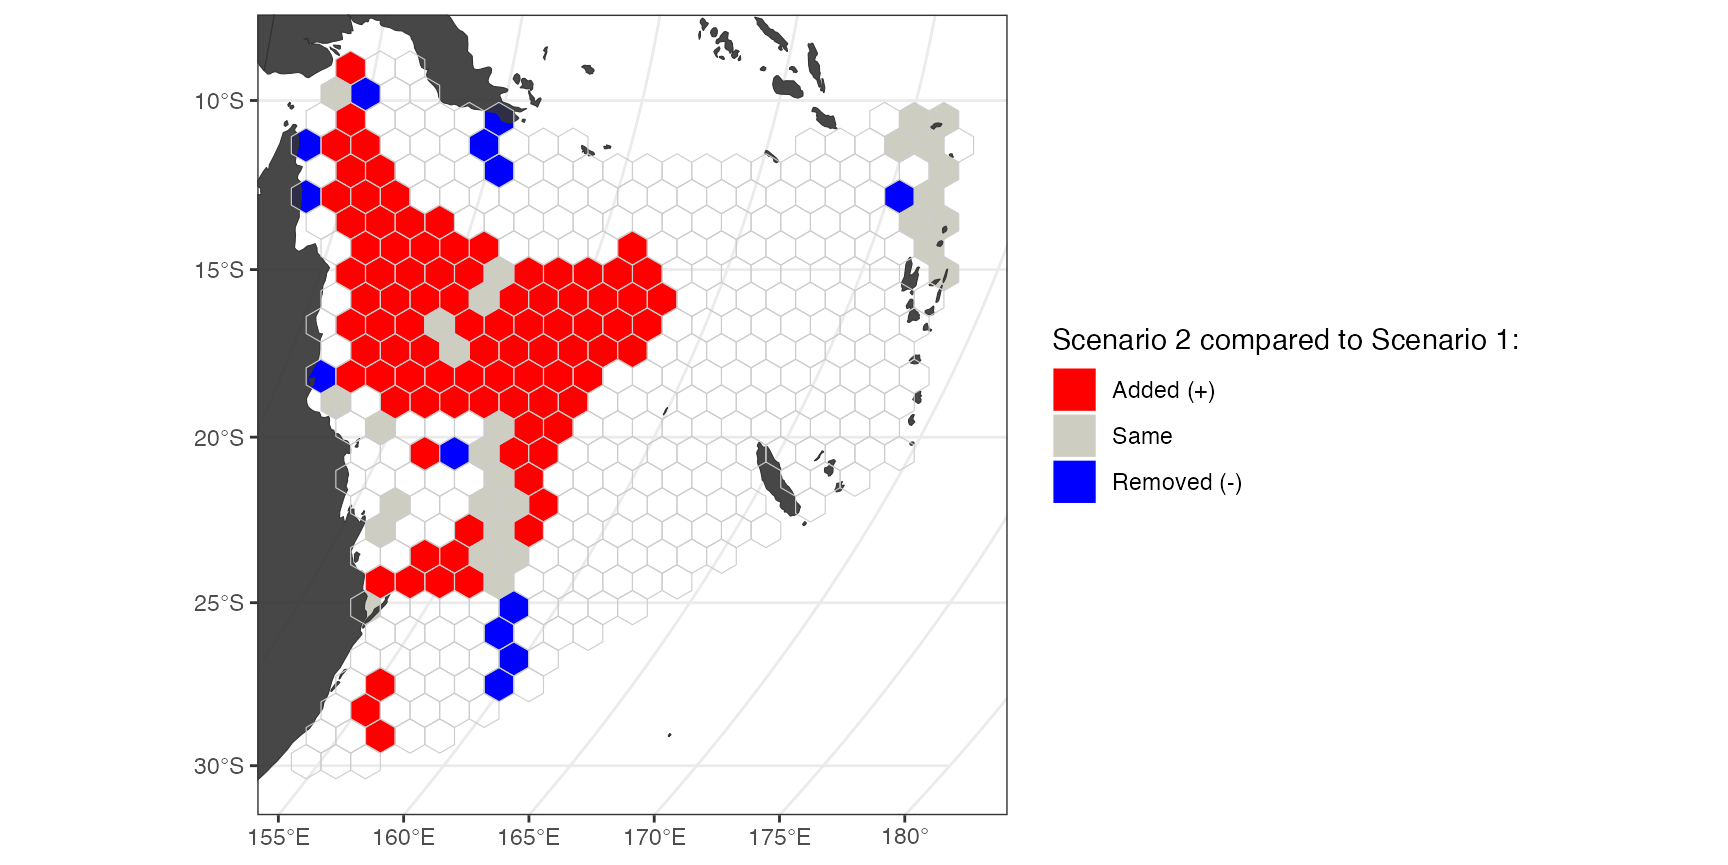 10°S
15°S
20°S
25°S
30°S
155°E
160°E
165°E
170°E
175°E
180°
Scenario 2 compared to Scenario 1:
Added (+)
Same
Removed (-)